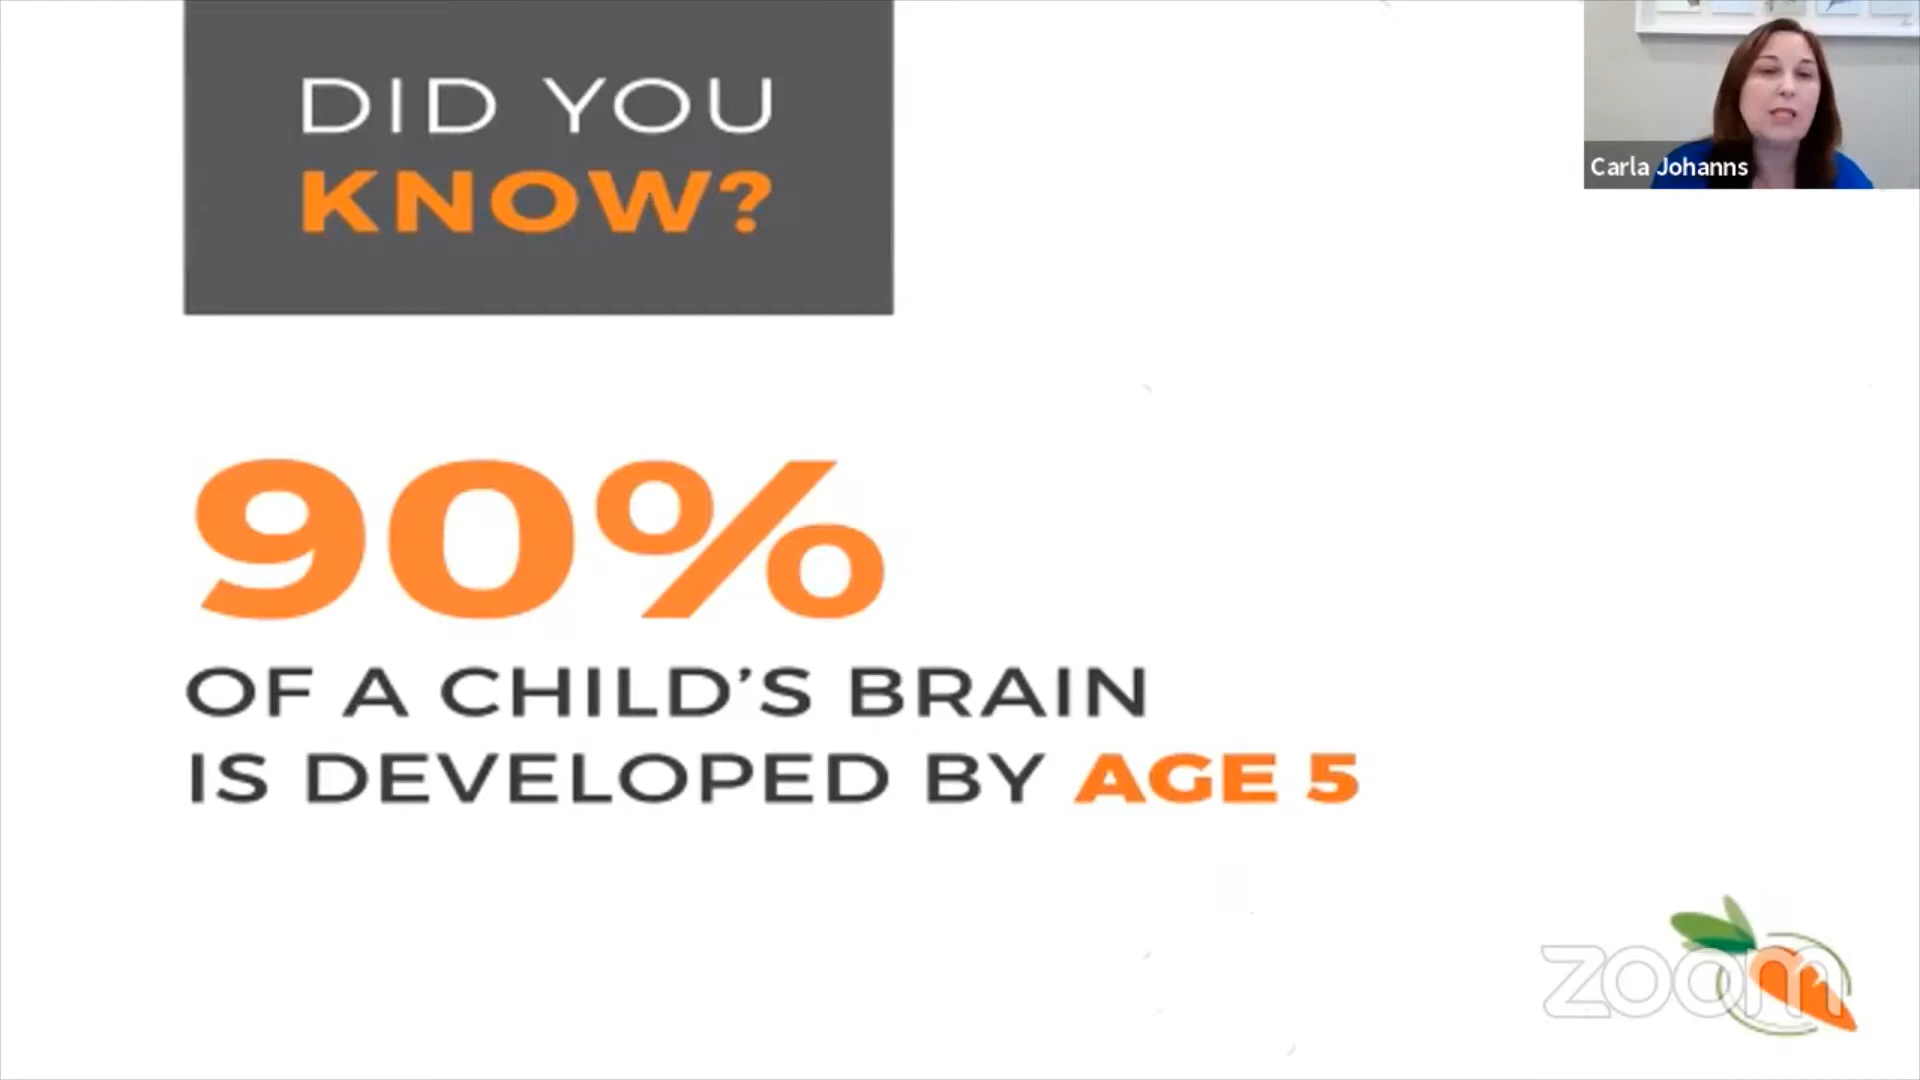 DID YOU
KNOW?
Carla Johanns
90%
OF A CHILD’S BRAIN
IS DEVELOPED BY AGE 5
zoom